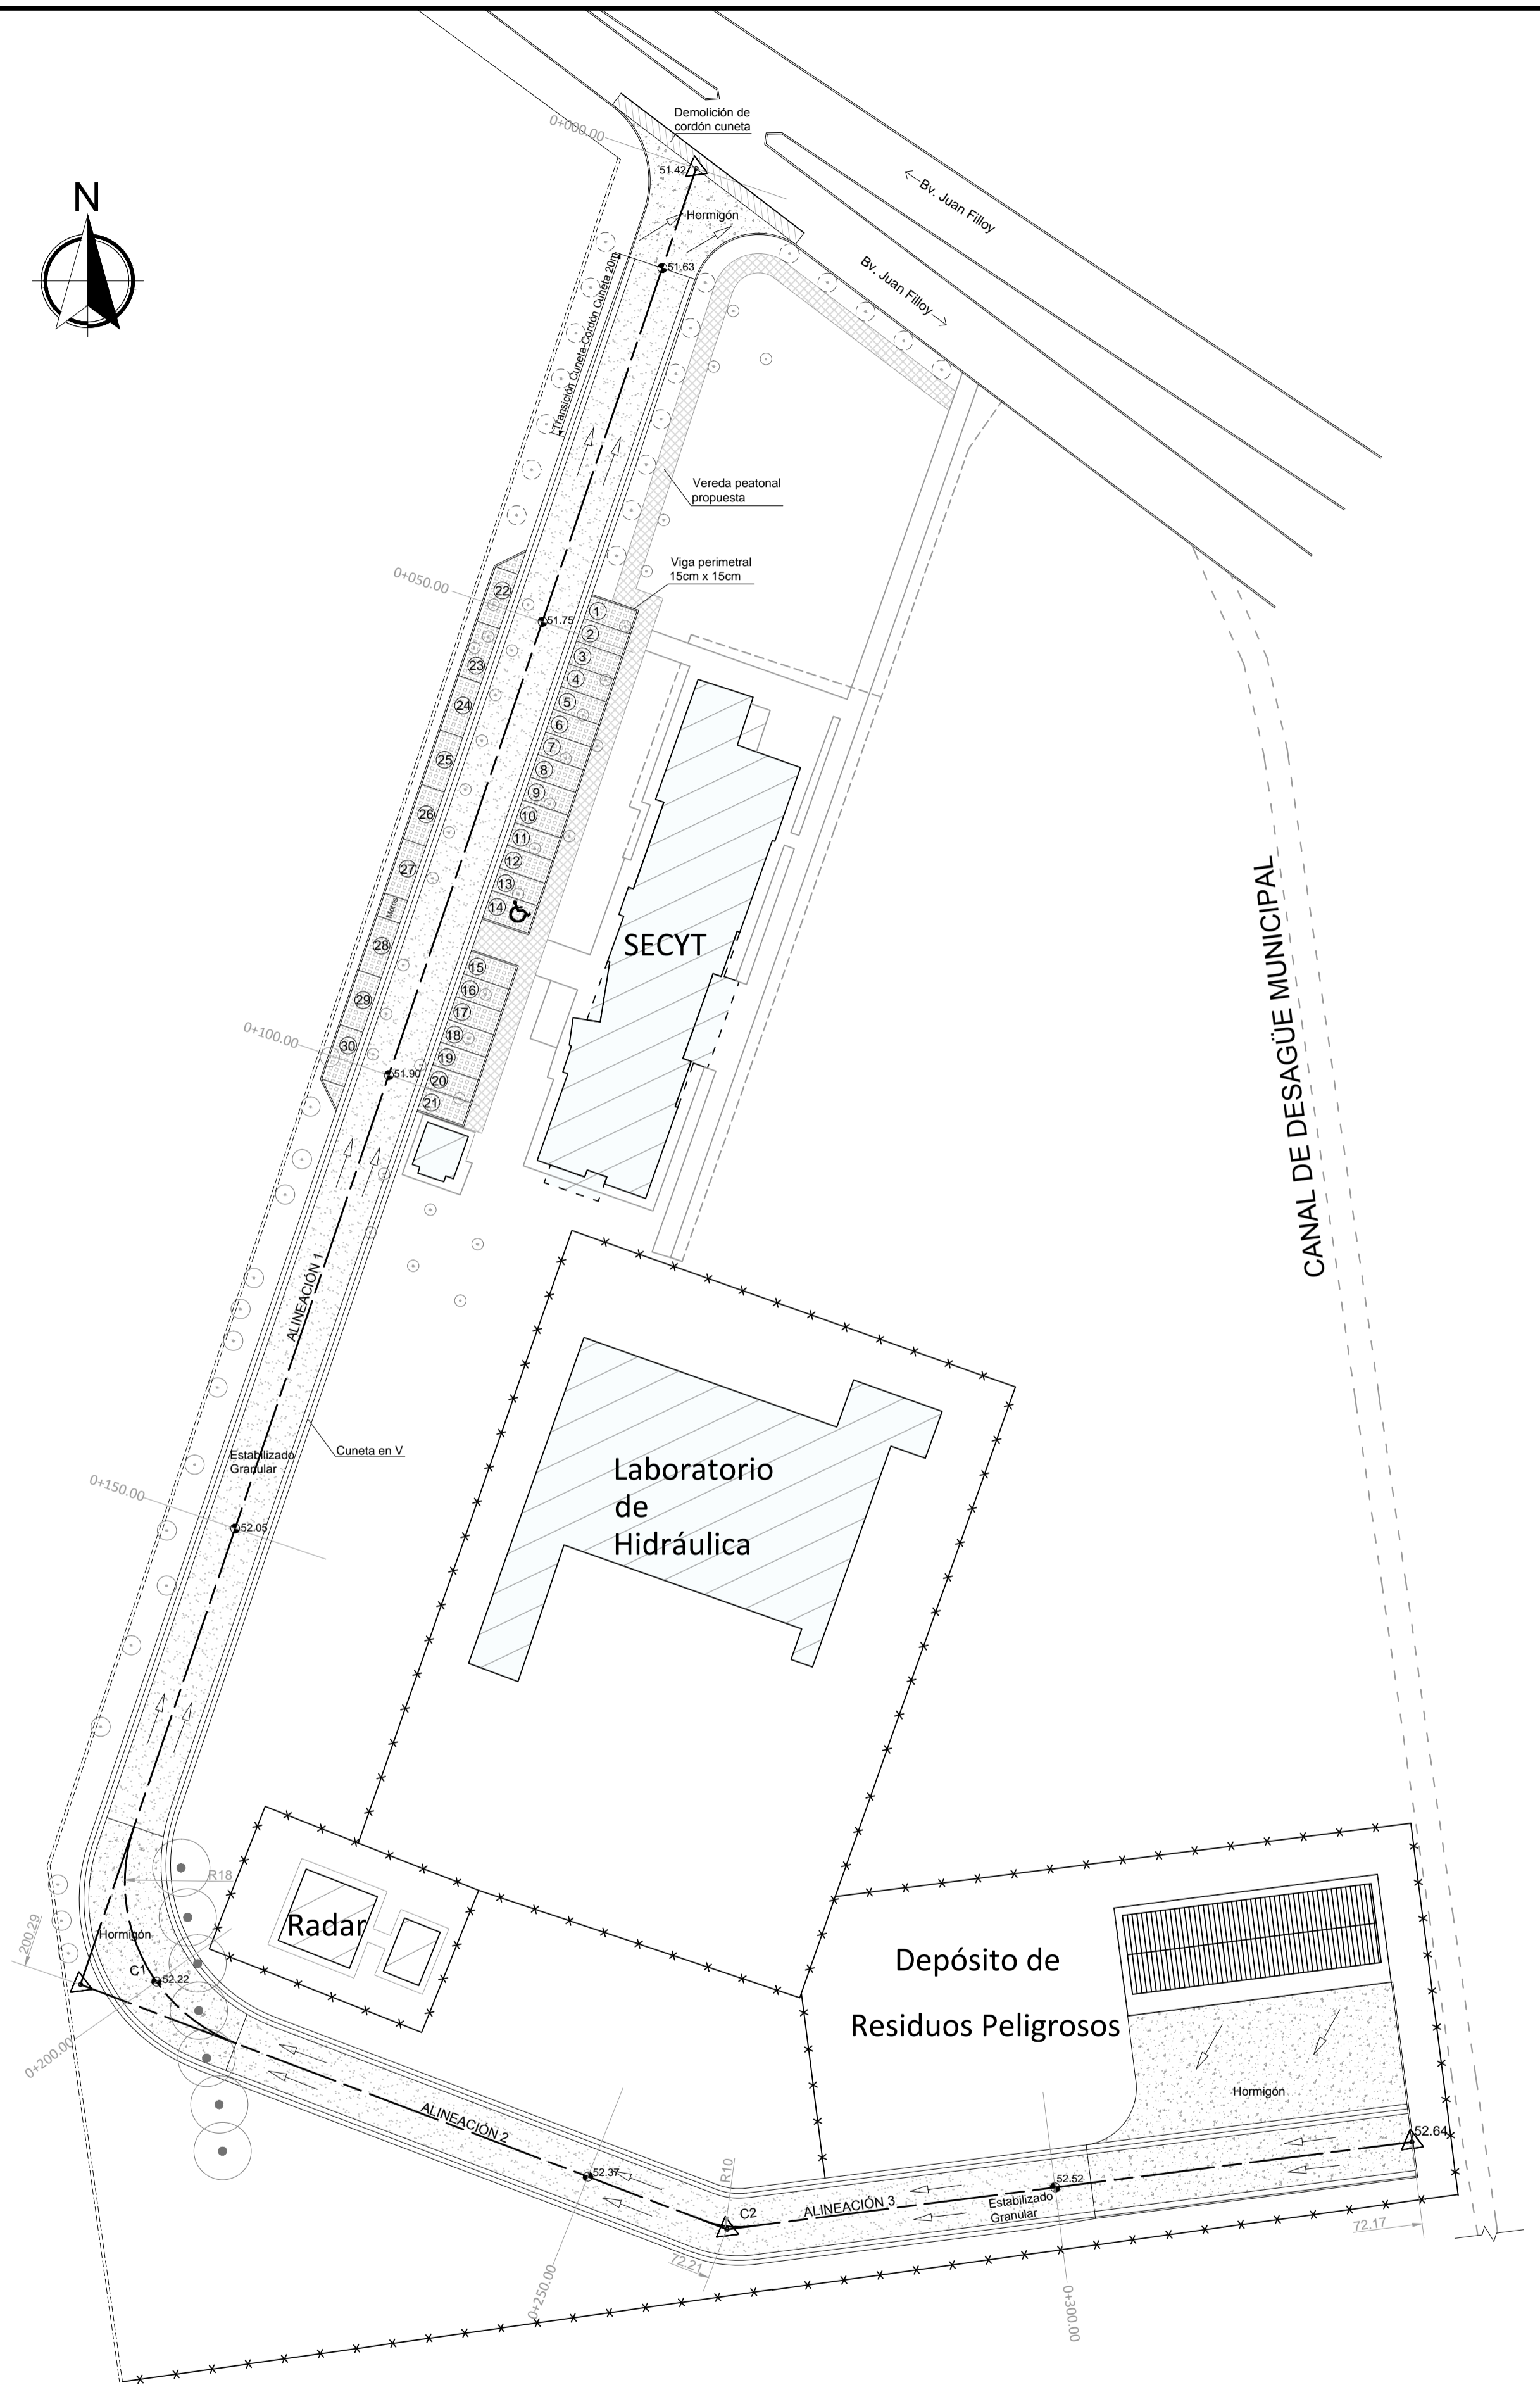 Demolición de
cordón cuneta
0+000.00
N
51.42
←Bv. Juan Filloy
Hormigón
Bv. Juan Filloy→
51.63
Transición Cuneta-Cordón Cuneta 20m
Vereda peatonal
propuesta
Viga perimetral
15cm x 15cm
0+050.00
22
1
51.75
2
3
23
4
5
24
6
7
25
8
9
26
10
11
12
27
13
14
Motos
28
SECYT
15
29
16
17
18
30
19
0+100.00
51.90
20
21
CANAL DE DESAGÜE MUNICIPAL
ALINEACIÓN 1
Cuneta en V
Estabilizado
Granular
0+150.00
52.05
Laboratorio
de
Hidráulica
R18
Radar
200.29
Hormigón
C1
52.22
0+200.00
Depósito de
Residuos Peligrosos
Hormigón
ALINEACIÓN 2
52.64
52.37
R10
52.52
C2
ALINEACIÓN 3
Estabilizado
Granular
72.21
72.17
0+250.00
0+300.00